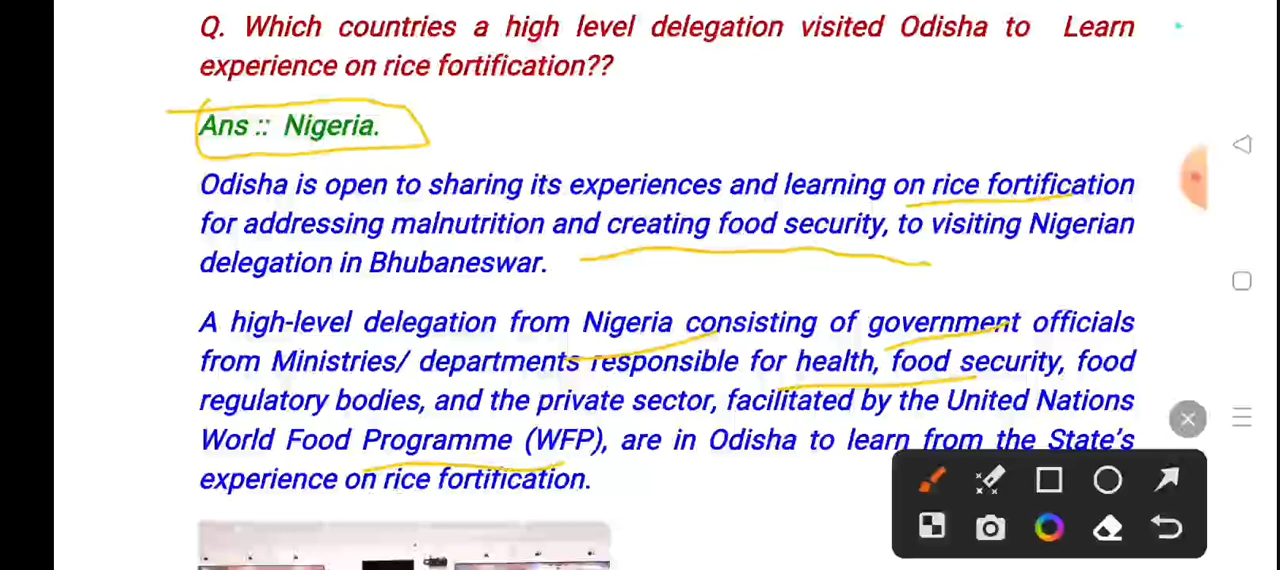 Q. Which countries a high level delegation visited Odisha to Learn
experience on rice fortification??
Ans :: Nigeria.
Odisha is open to sharing its experiences and learning on rice fortification
for addressing malnutrition and creating food security, to visiting Nigerian
delegation in Bhubaneswar.
A high-level delegation from Nigeria consisting of government officials
from Ministries/ departments responsible for health, food security, food
regulatory bodies, and the private sector, facilitated by the United Nations
World Food Programme (WFP), are in Odisha to learn from the State's
experience on rice fortification.